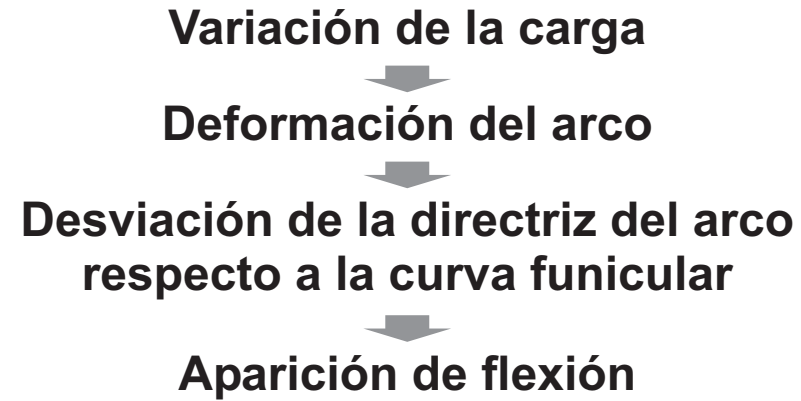 Variación de la carga
Deformación del arco
Desviación de la directriz del arco
respecto a la curva funicular
Aparición de flexión